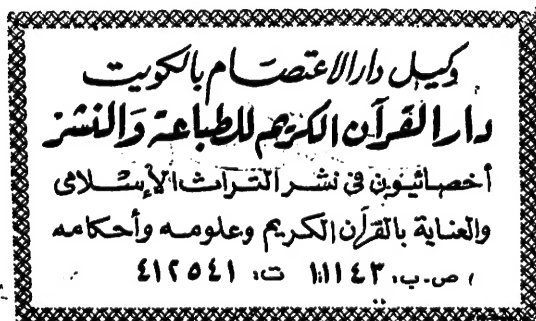 وكيل دار الاعتصام بالكويت
دار القرآن الكريم للطباعة والنشر
أخصائيون فى نشر التراث الإسلامى
والعناية بالقرآن الكريم وعلومه وأحكامه
ص.ب: ١١١٤٣ ت: ٤١٢٥٤١